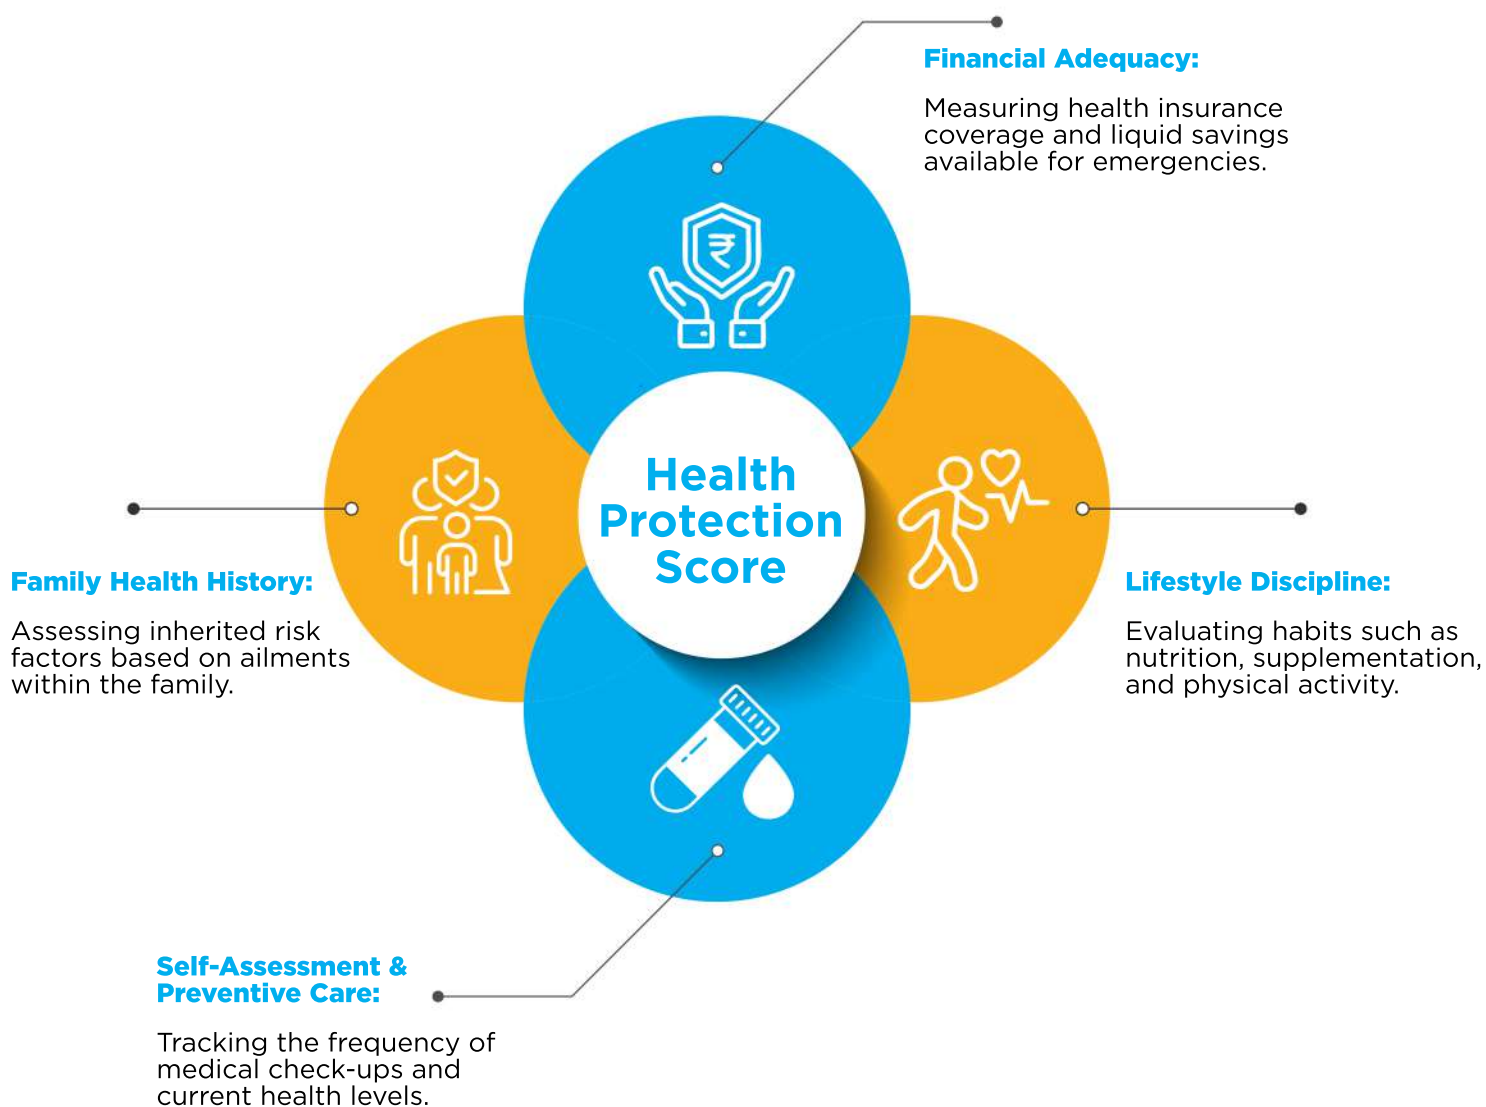 Financial Adequacy:
Measuring health insurance
coverage and liquid savings
available for emergencies.
₹
Health
Protection
Score
Family Health History:
Assessing inherited risk
factors based on ailments
within the family.
Lifestyle Discipline:
Evaluating habits such as
nutrition, supplementation,
and physical activity.
Self-Assessment &
Preventive Care:
Tracking the frequency of
medical check-ups and
current health levels.